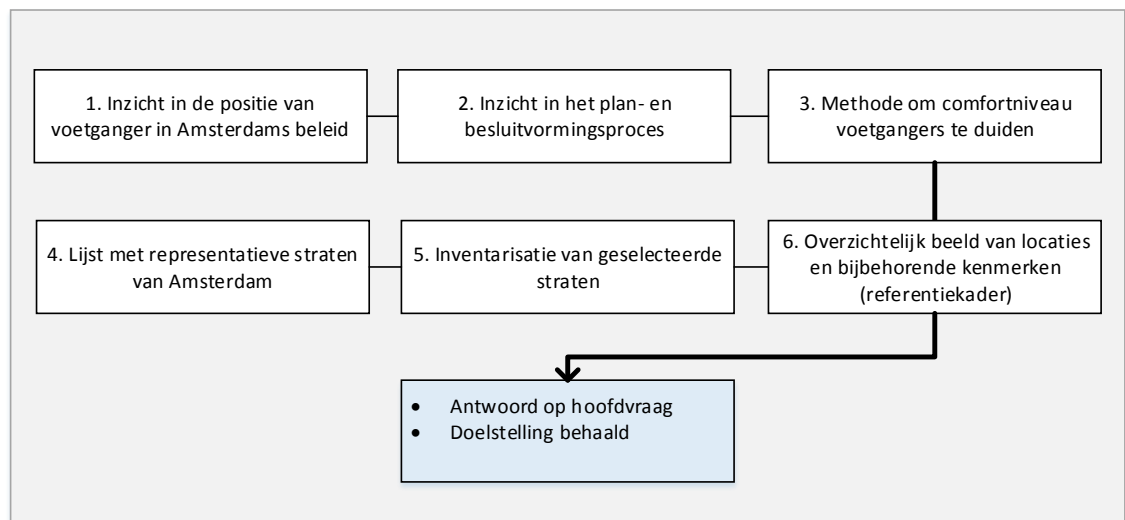 1. Inzicht in de positie van
voetganger in Amsterdams beleid
2. Inzicht in het plan- en
besluitvormingsproces
3. Methode om comfortniveau
voetgangers te duiden
4. Lijst met representatieve straten
van Amsterdam
5. Inventarisatie van geselecteerde
straten
6. Overzichtelijk beeld van locaties
en bijbehorende kenmerken
(referentiekader)
• Antwoord op hoofdvraag
• Doelstelling behaald